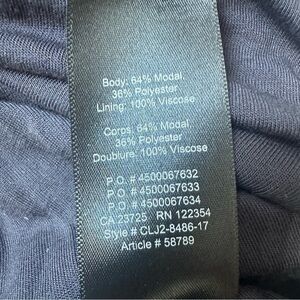 Body: 64% Modal,
36% Polyester
Lining: 100% Viscose
Corps: 64% Modal,
36% Polyester
Doublure: 100% Viscose
P.O. # 4500067632
P.O. # 4500067633
P.O. # 4500067634
CA 23725 RN 122354
Style # CLJ2-8486-17
Article # 58789